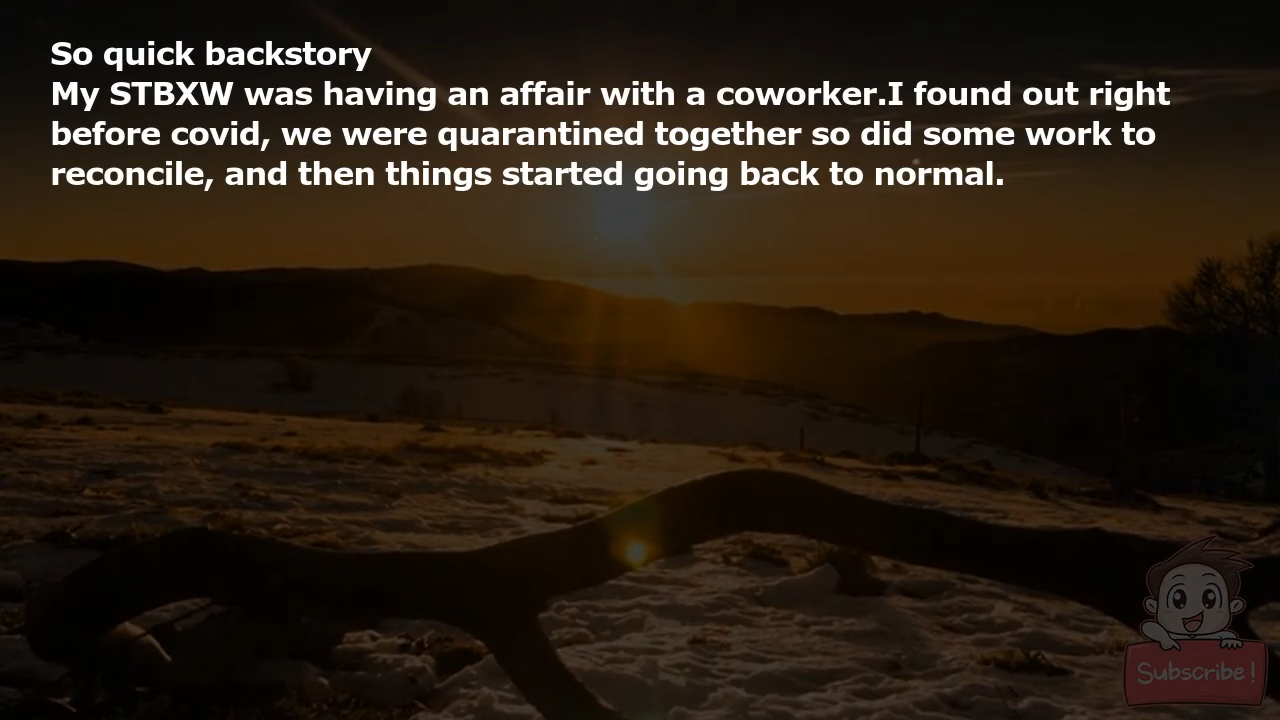 So quick backstory
My STBXW was having an affair with a coworker.I found out right
before covid, we were quarantined together so did some work to
reconcile, and then things started going back to normal.
Subscribe!